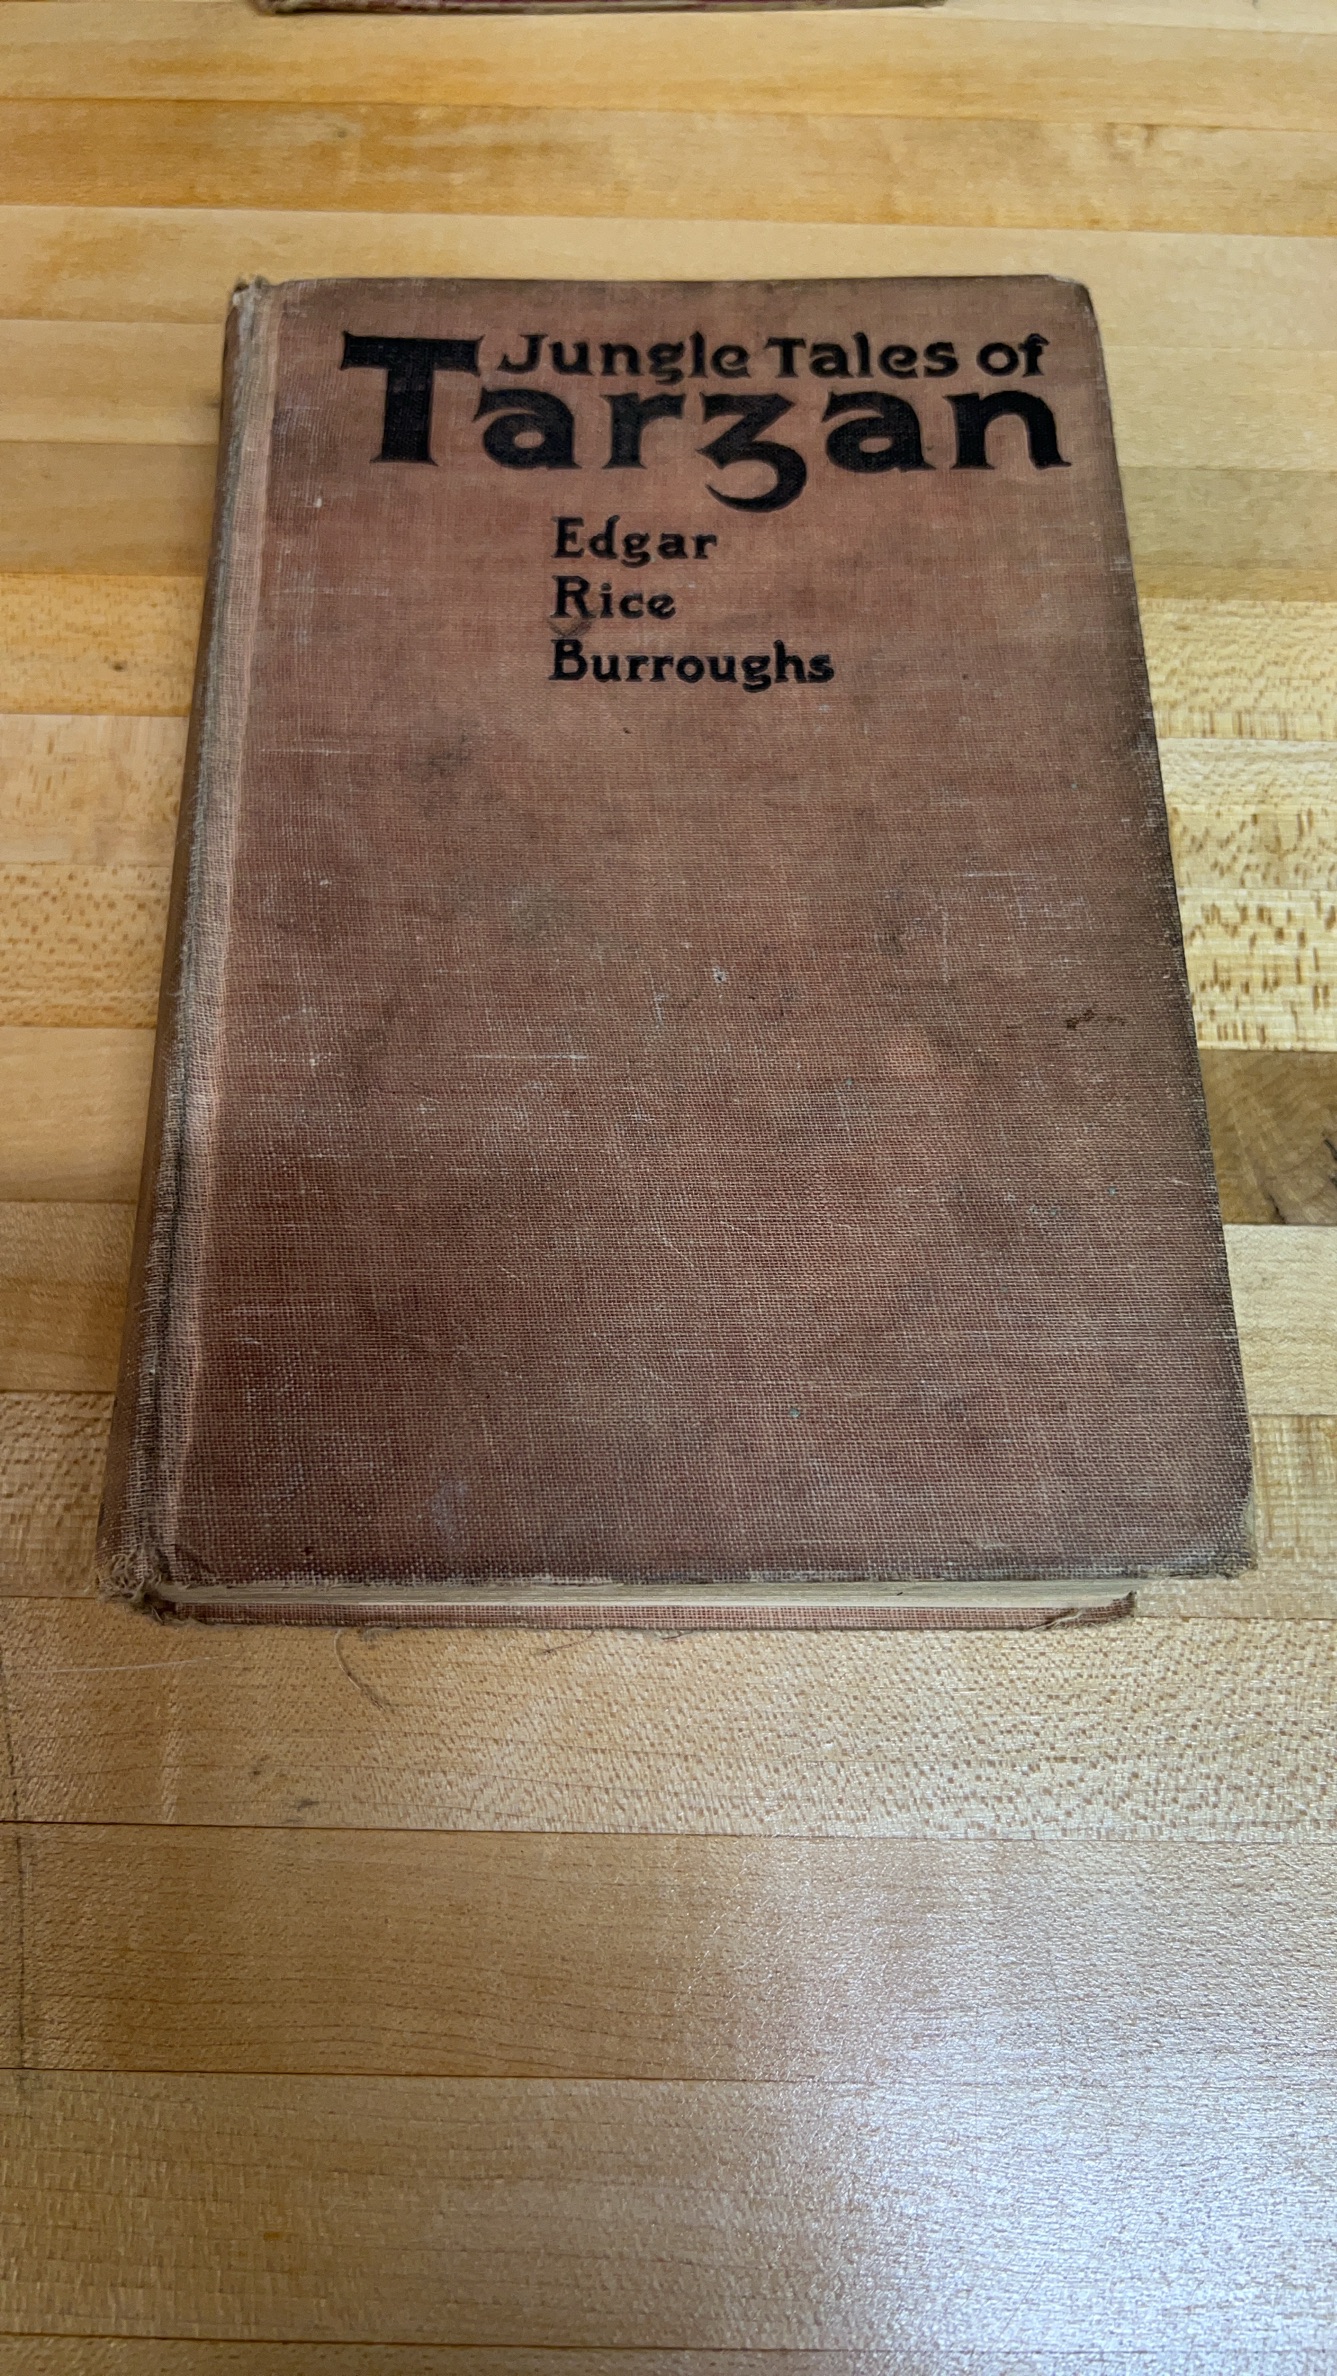 Jungle Tales of
Tarzan
Edgar
Rice
Burroughs